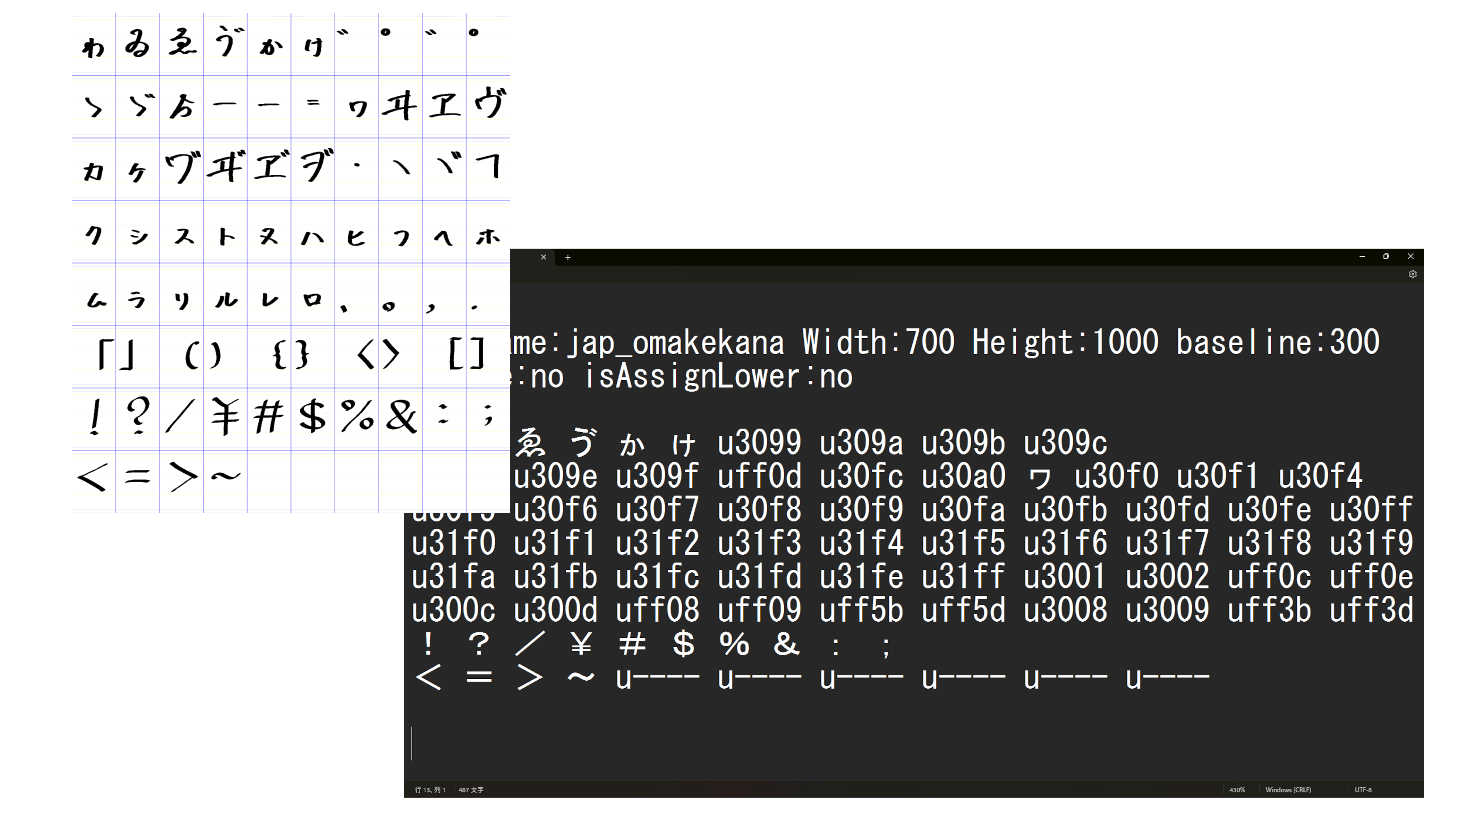 ゎ ゐ ゑ ゔ ゕ ゖ ゙ ゚ ゛ ゜
ゝ ゞ ゟ － ー ゠ ヮ ヰ ヱ ヴ
ヵ ヶ ヷ ヸ ヹ ヺ ・ ヽ ヾ ヿ
ㇰ ㇱ ㇲ ㇳ ㇴ ㇵ ㇶ ㇷ ㇸ ㇹ
ㇺ ㇻ ㇼ ㇽ ㇾ ㇿ 、 。 ， ．
「 」 （ ） ｛ ｝ 〈 〉 ［ ］
！ ？ ／ ￥ ＃ ＄ ％ ＆ ： ；
＜ ＝ ＞ ～
me:jap_omakekana Width:700 Height:1000 baseline:300
:no isAssignLower:no
ゑ ゔ ゕ ゖ u3099 u309a u309b u309c
u309e u309f uff0d u30fc u30a0 ヮ u30f0 u30f1 u30f4
u30f5 u30f6 u30f7 u30f8 u30f9 u30fa u30fb u30fd u30fe u30ff
u31f0 u31f1 u31f2 u31f3 u31f4 u31f5 u31f6 u31f7 u31f8 u31f9
u31fa u31fb u31fc u31fd u31fe u31ff u3001 u3002 uff0c uff0e
u300c u300d uff08 uff09 uff5b uff5d u3008 u3009 uff3b uff3d
！ ？ ／ ￥ ＃ ＄ ％ ＆ ： ；
＜ ＝ ＞ ～ u---- u---- u---- u---- u---- u----
行 13、列 1 487 文字 430% Windows (CRLF) UTF-8